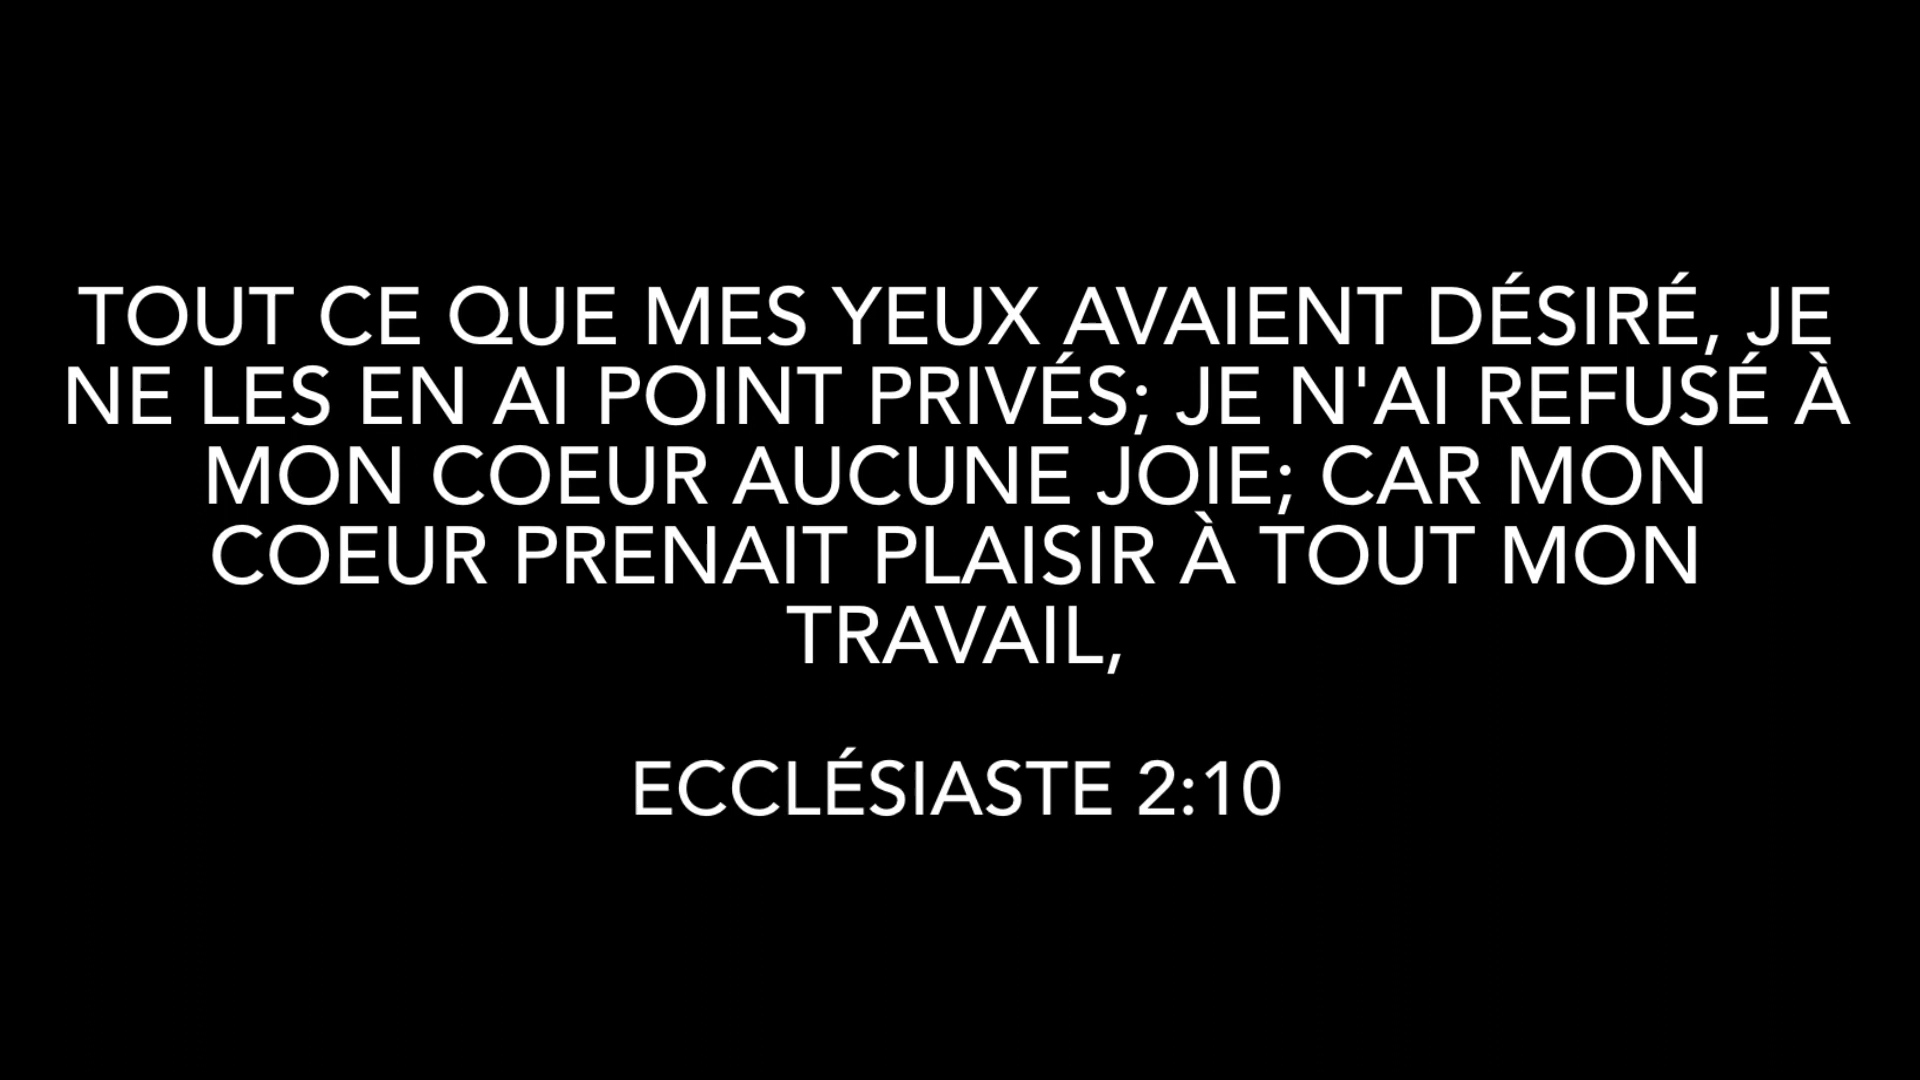 TOUT CE QUE MES YEUX AVAIENT DÉSIRÉ, JE
NE LES EN AI POINT PRIVÉS; JE N'AI REFUSÉ À
MON COEUR AUCUNE JOIE; CAR MON
COEUR PRENAIT PLAISIR À TOUT MON
TRAVAIL,
ECCLÉSIASTE 2:10